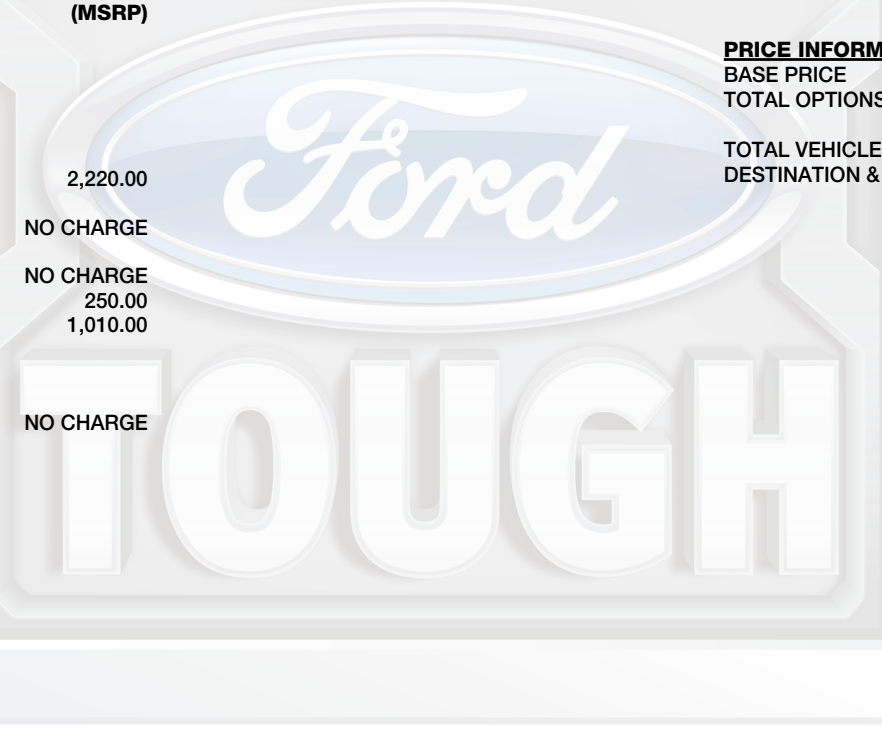 (MSRP)
2,220.00
NO CHARGE
NO CHARGE
250.00
1,010.00
NO CHARGE
PRICE INFORM
BASE PRICE
TOTAL OPTIONS
TOTAL VEHICLE
DESTINATION &
Ford
TOUGH